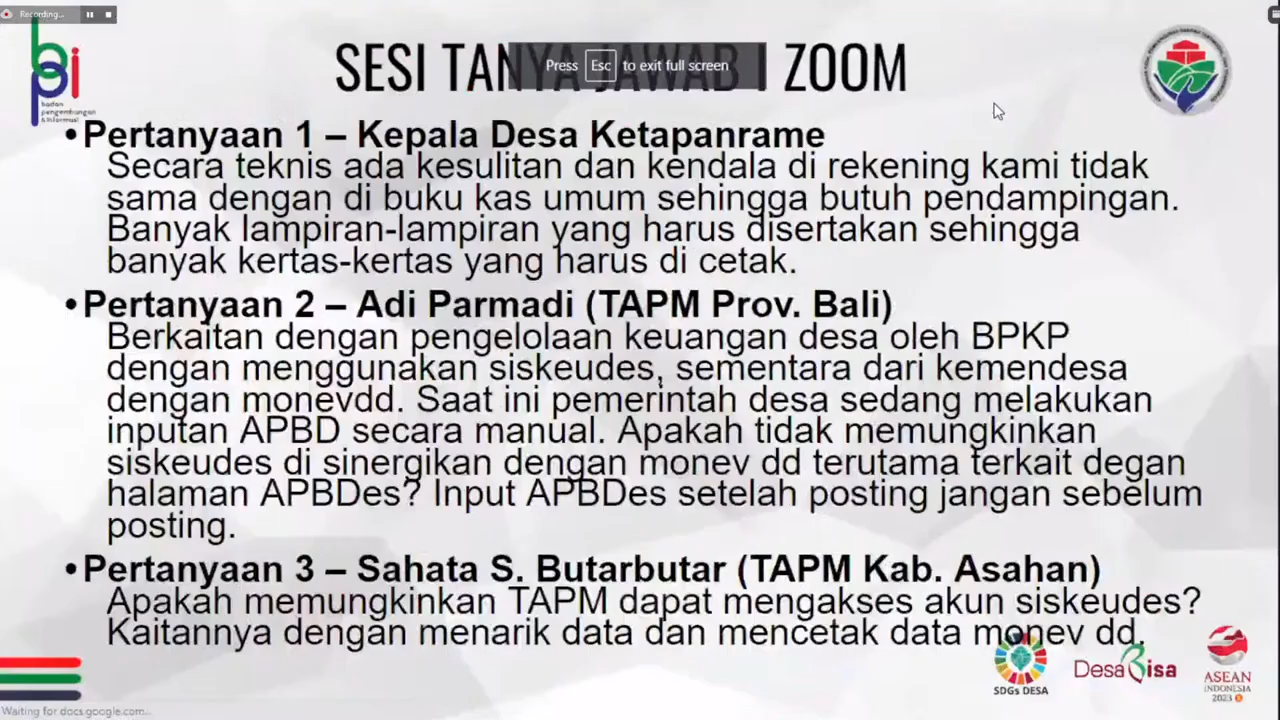 Recording...
SESI TANYA JAWAB I ZOOM
Press Esc to exit full screen
bpi
badan
pengembangan
& informasi
• Pertanyaan 1 – Kepala Desa Ketapanrame
Secara teknis ada kesulitan dan kendala di rekening kami tidak
sama dengan di buku kas umum sehingga butuh pendampingan.
Banyak lampiran-lampiran yang harus disertakan sehingga
banyak kertas-kertas yang harus di cetak.
• Pertanyaan 2 – Adi Parmadi (TAPM Prov. Bali)
Berkaitan dengan pengelolaan keuangan desa oleh BPKP
dengan menggunakan siskeudes, sementara dari kemendesa
dengan monevdd. Saat ini pemerintah desa sedang melakukan
inputan APBD secara manual. Apakah tidak memungkinkan
siskeudes di sinergikan dengan monev dd terutama terkait degan
halaman APBDes? Input APBDes setelah posting jangan sebelum
posting.
• Pertanyaan 3 – Sahata S. Butarbutar (TAPM Kab. Asahan)
Apakah memungkinkan TAPM dapat mengakses akun siskeudes?
Kaitannya dengan menarik data dan mencetak data monev dd.
SDGs DESA
Desa Bisa
ASEAN
INDONESIA
2023
Waiting for docs.google.com...